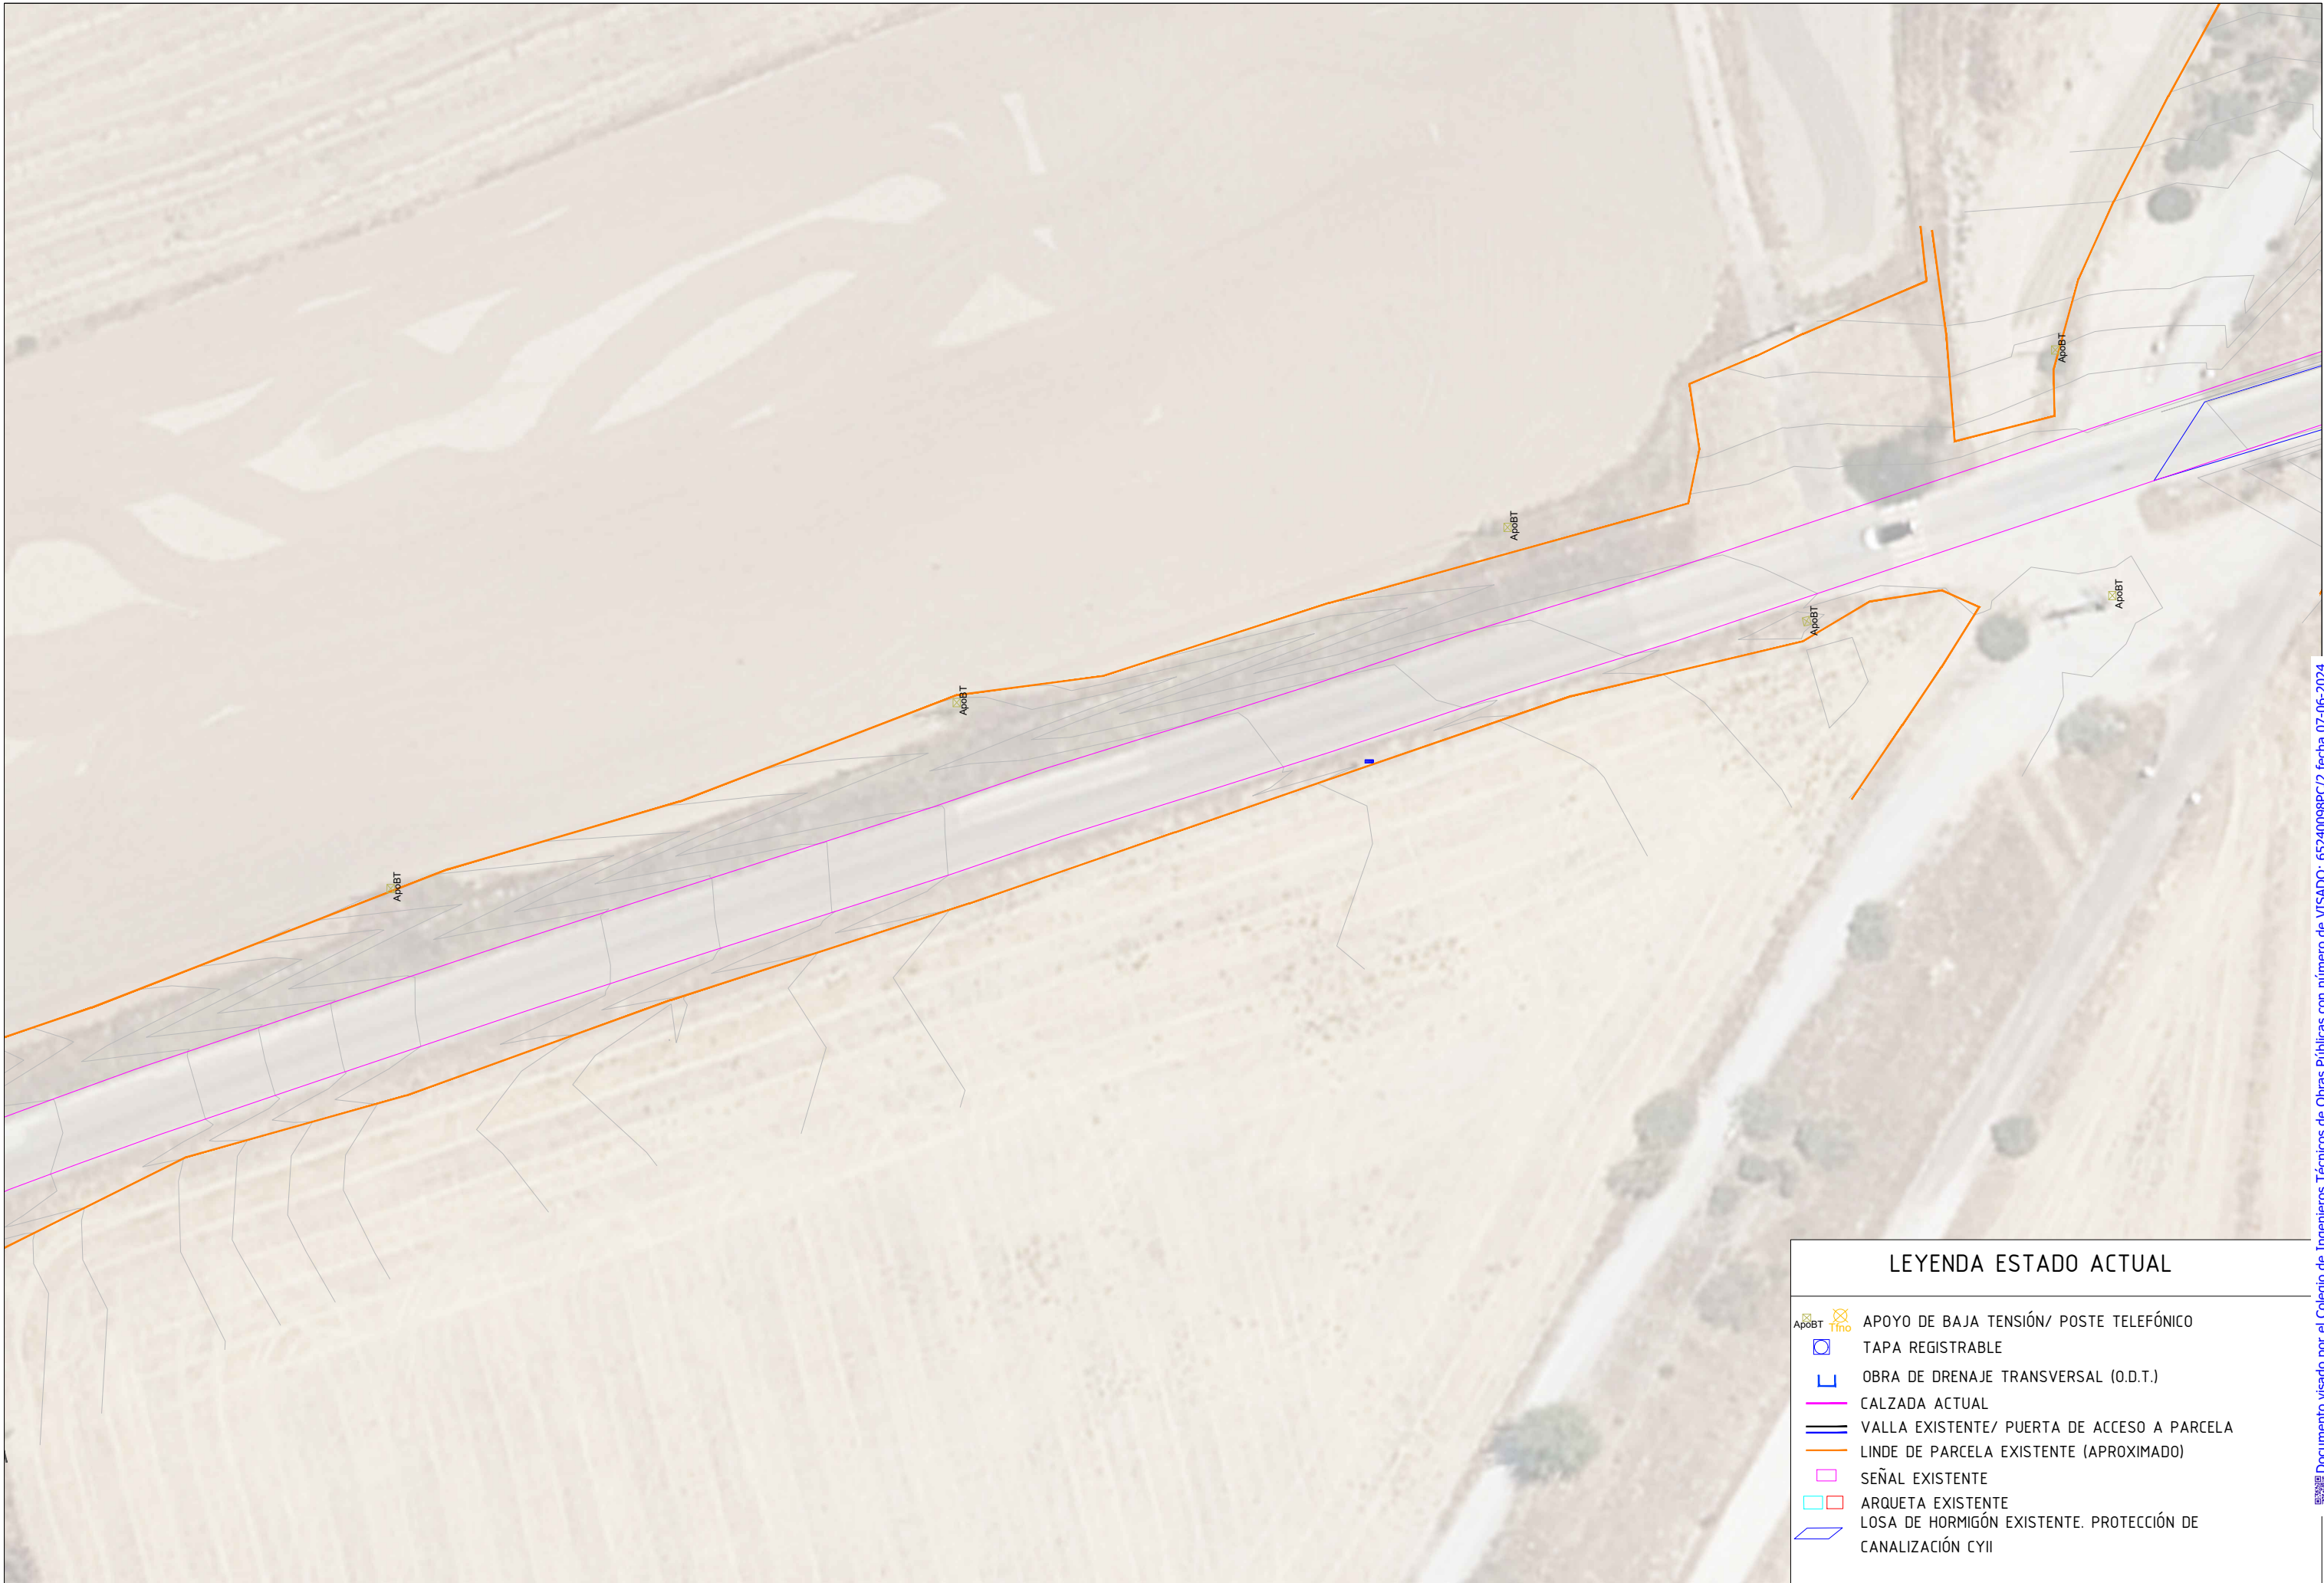 ApoBT
ApoBT
ApoBT
ApoBT
ApoBT
ApoBT
LEYENDA ESTADO ACTUAL
ApoBT Tfno APOYO DE BAJA TENSIÓN/ POSTE TELEFÓNICO
TAPA REGISTRABLE
OBRA DE DRENAJE TRANSVERSAL (O.D.T.)
CALZADA ACTUAL
VALLA EXISTENTE/ PUERTA DE ACCESO A PARCELA
LINDE DE PARCELA EXISTENTE (APROXIMADO)
SEÑAL EXISTENTE
ARQUETA EXISTENTE
LOSA DE HORMIGÓN EXISTENTE. PROTECCIÓN DE
CANALIZACIÓN CYII
Documento visado por el Colegio de Ingenieros Técnicos de Obras Públicas con número de VISADO: 65240098PC/2 fecha 07-06-2024